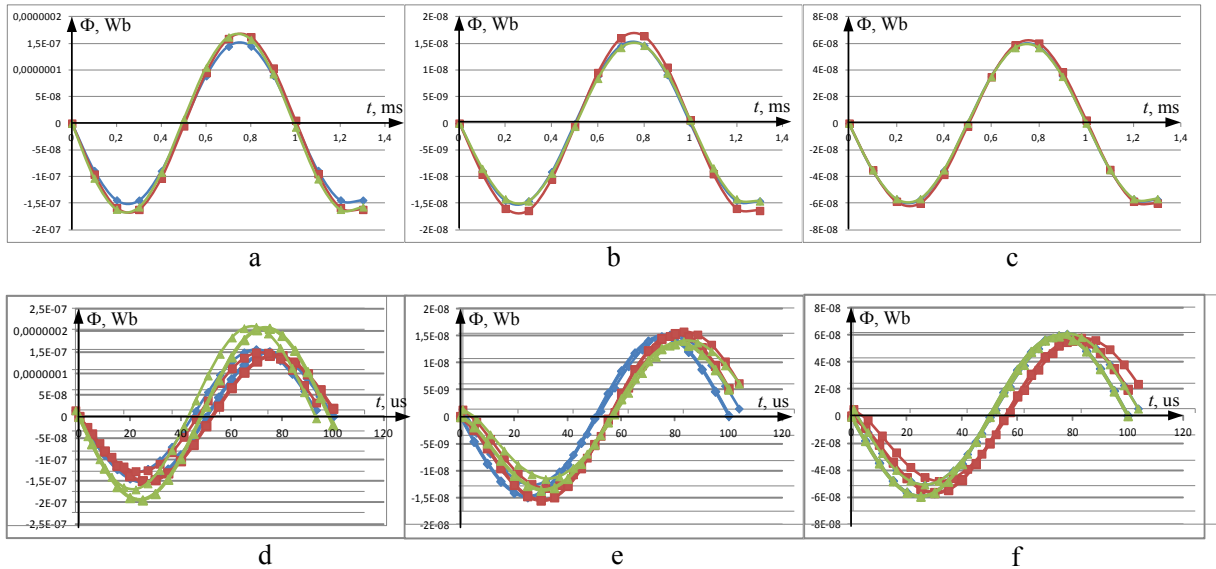 0,0000002
Φ, Wb
1,5E-07
0,0000001
5E-08
t, ms
0
0 0,2 0,4 0,6 0,8 1,0 1,2 1,4
-5E-08
-1E-07
-1,5E-07
-2E-07
a
2E-08
Φ, Wb
1,5E-08
1E-08
5E-09
t, ms
0
0 0,2 0,4 0,6 0,8 1 1,2 1,4
-5E-09
-1E-08
-1,5E-08
-2E-08
b
8E-08
Φ, Wb
6E-08
4E-08
2E-08
t, ms
0
0 0,2 0,4 0,6 0,8 1 1,2 1,4
-2E-08
-4E-08
-6E-08
-8E-08
c
2,5E-07
Φ, Wb
0,0000002
1,5E-07
0,0000001
5E-08
t, us
0
0 20 40 60 80 100 120
-5E-08
-1E-07
-1,5E-07
-2E-07
-2,5E-07
d
2E-08
Φ, Wb
1,5E-08
1E-08
5E-09
t, us
0
0 20 40 60 80 100 120
-5E-09
-1E-08
-1,5E-08
-2E-08
e
8E-08
Φ, Wb
6E-08
4E-08
2E-08
t, us
0
0 20 40 60 80 100 120
-2E-08
-4E-08
-6E-08
-8E-08
f